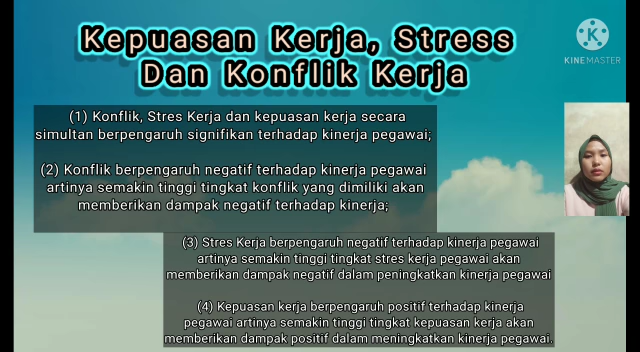 Kepuasan Kerja, Stress
Dan Konflik Kerja
K
KINEMASTER
(1) Konflik, Stres Kerja dan kepuasan kerja secara
simultan berpengaruh signifikan terhadap kinerja pegawai;
(2) Konflik berpengaruh negatif terhadap kinerja pegawai
artinya semakin tinggi tingkat konflik yang dimiliki akan
memberikan dampak negatif terhadap kinerja;
(3) Stres Kerja berpengaruh negatif terhadap kinerja pegawai
artinya semakin tinggi tingkat stres kerja pegawai akan
memberikan dampak negatif dalam peningkatkan kinerja pegawai
(4) Kepuasan kerja berpengaruh positif terhadap kinerja
pegawai artinya semakin tinggi tingkat kepuasan kerja akan
memberikan dampak positif dalam meningkatkan kinerja pegawai.